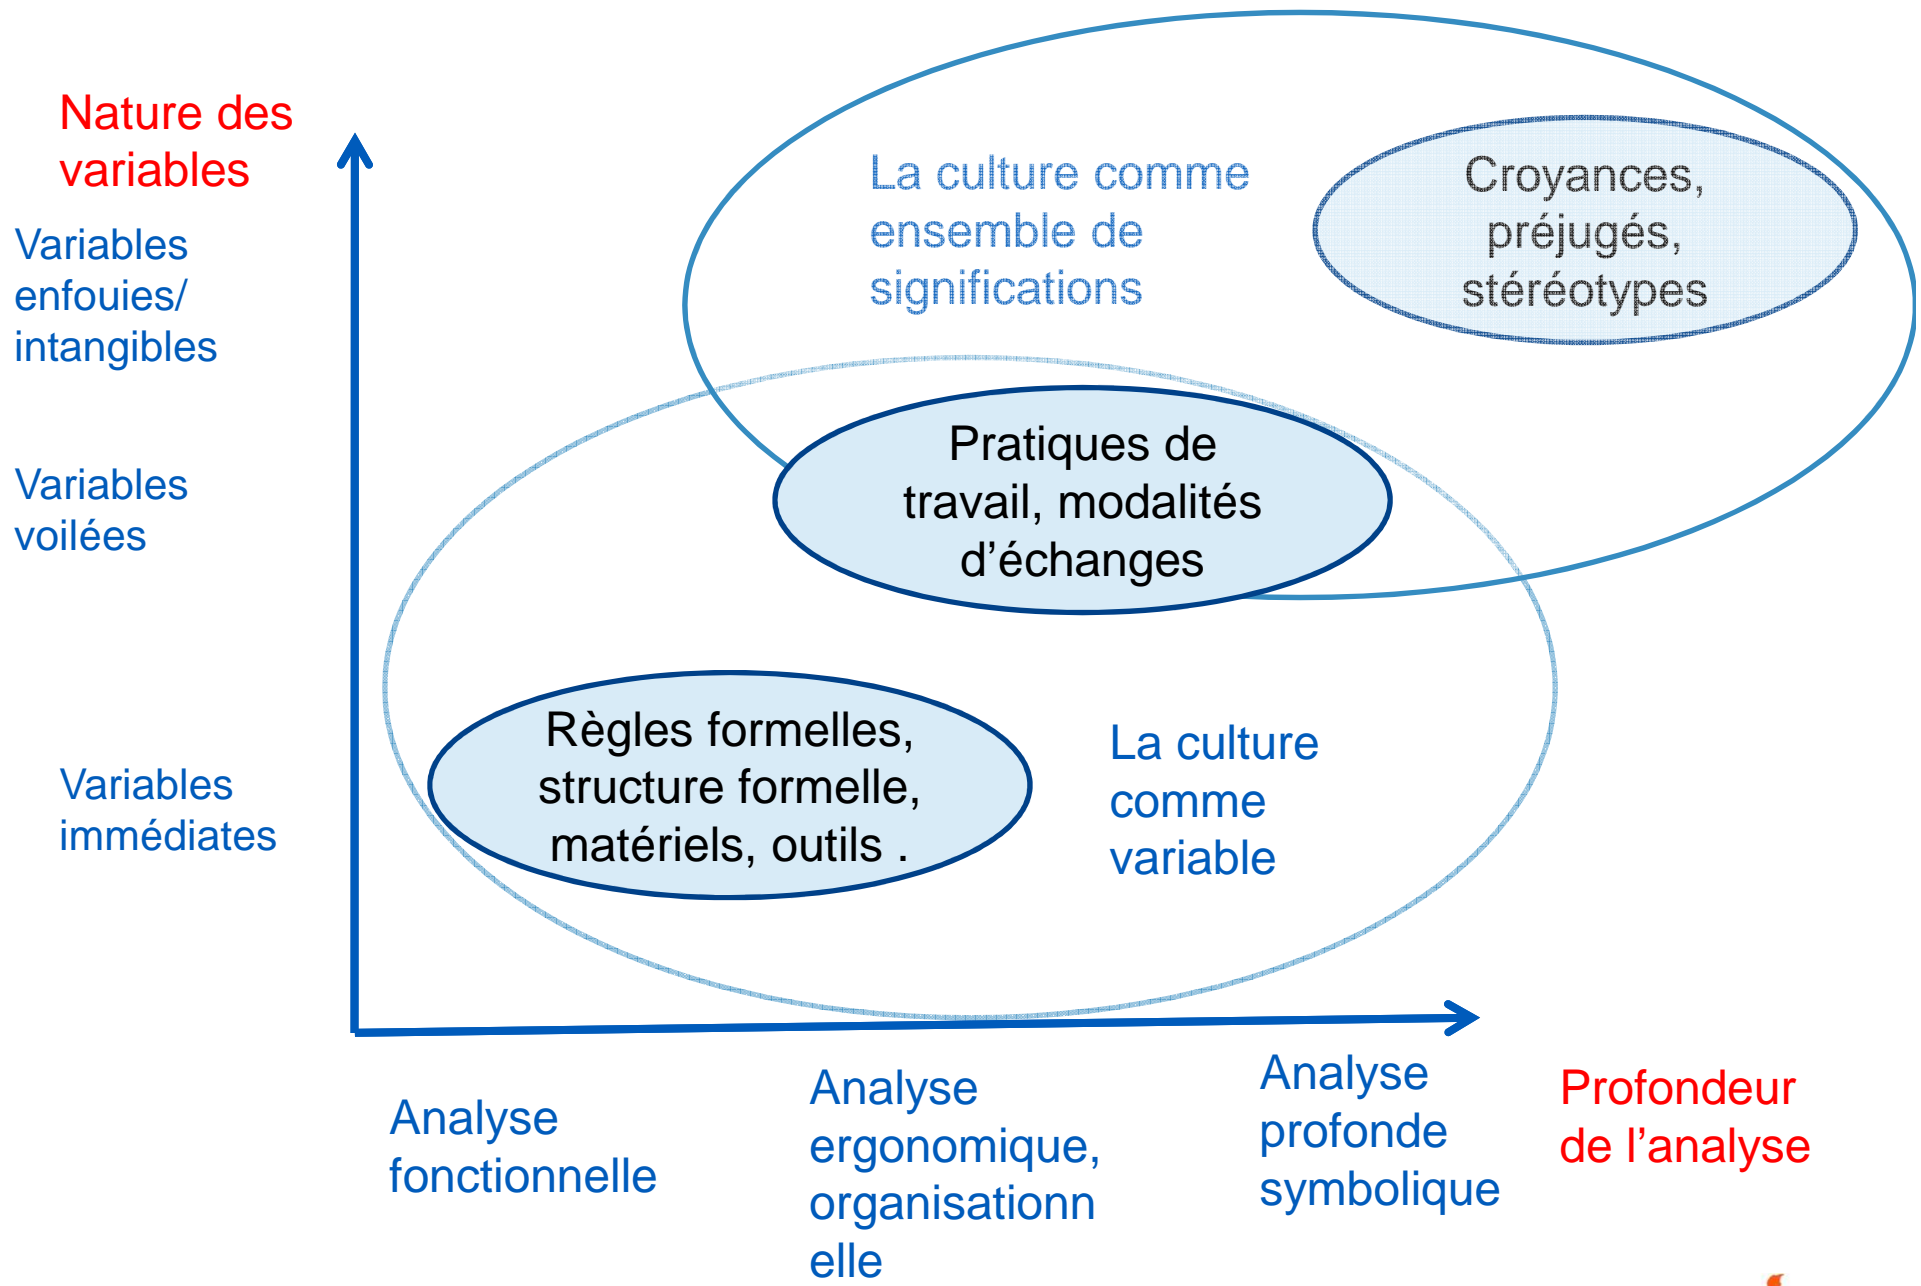 Nature des
variables
Variables
enfouies/
intangibles
Variables
voilées
Variables
immédiates
La culture comme
ensemble de
significations
Croyances,
préjugés,
stéréotypes
Pratiques de
travail, modalités
d’échanges
Règles formelles,
structure formelle,
matériels, outils .
La culture
comme
variable
Analyse
fonctionnelle
Analyse
ergonomique,
organisationn
elle
Analyse
profonde
symbolique
Profondeur
de l’analyse